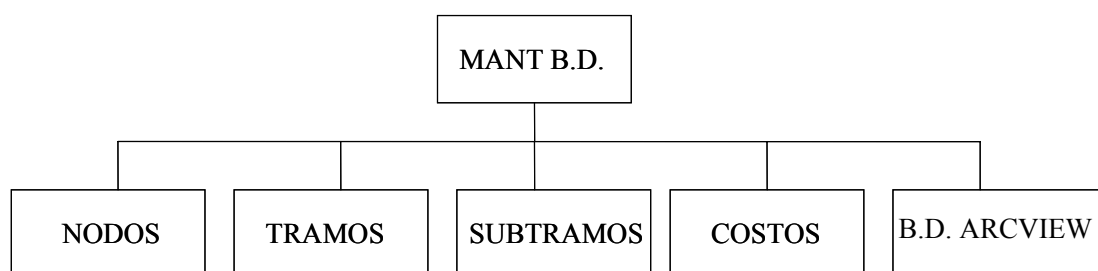 MANT B.D.
NODOS
TRAMOS
SUBTRAMOS
COSTOS
B.D. ARCVIEW